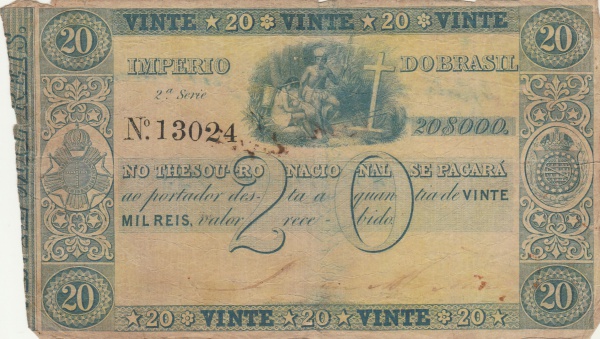 VINTE ★ 20 ★ VINTE ★ 20 ★ VINTE
20 20
IMPERIO DO BRASIL
2ª Serie
Nº. 13024 20$000.
NO THESOURO NACIONAL SE PAGARÁ
ao portador desta a quantia de VINTE
MIL REIS, valor recebido.
20
20 20
★ 20 ★ VINTE ★ 20 ★ VINTE ★ 20 ★
REIS.